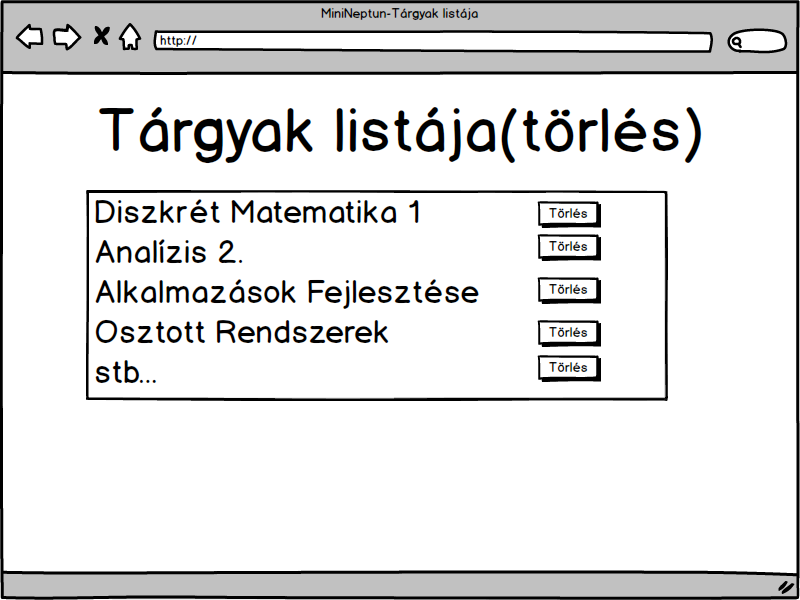 MiniNeptun-Tárgyak listája
http://
Tárgyak listája(törlés)
Diszkrét Matematika 1 Törlés
Analízis 2. Törlés
Alkalmazások Fejlesztése Törlés
Osztott Rendszerek Törlés
stb... Törlés